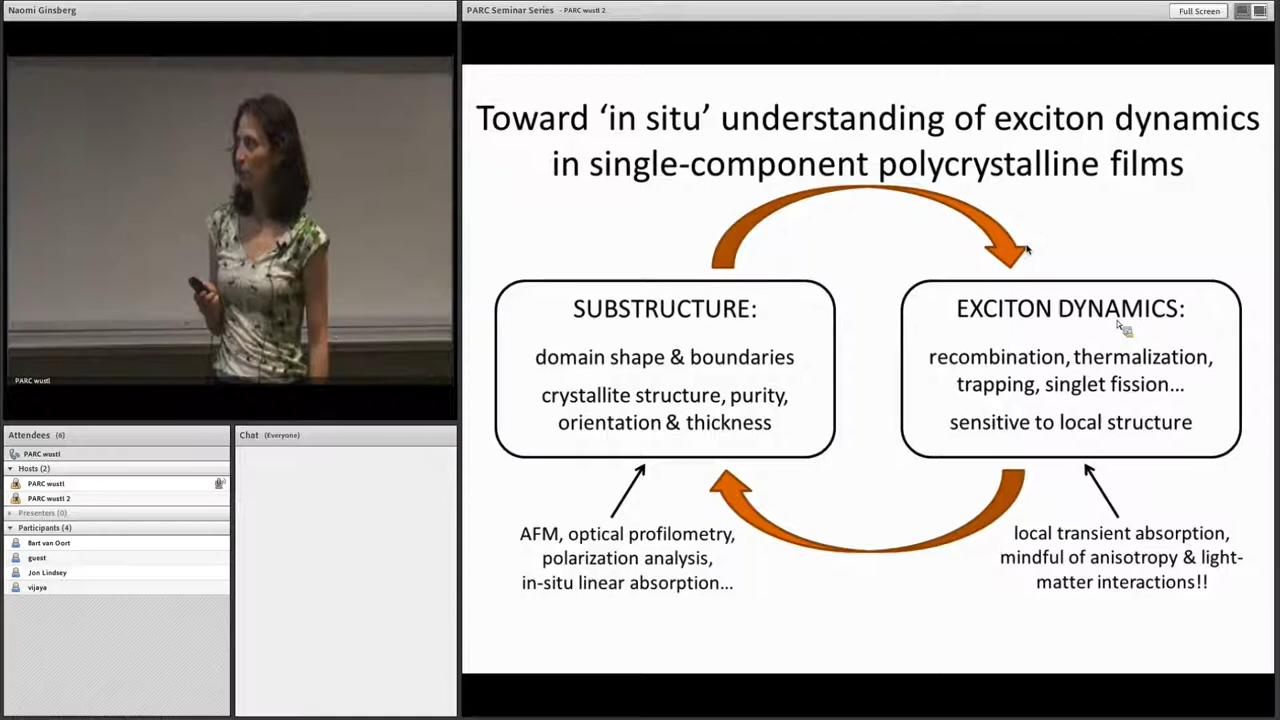 Naomi Ginsberg
PARC Seminar Series - PARC wustl 2
Full Screen
PARC wustl
Attendees (6)
PARC wustl
Hosts (2)
PARC wustl
PARC wustl 2
Presenters (0)
Participants (4)
Bart van Oort
guest
Jon Lindsey
vijaya
Chat (Everyone)
Toward ‘in situ’ understanding of exciton dynamics
in single-component polycrystalline films
SUBSTRUCTURE:
domain shape & boundaries
crystallite structure, purity,
orientation & thickness
EXCITON DYNAMICS:
recombination, thermalization,
trapping, singlet fission...
sensitive to local structure
AFM, optical profilometry,
polarization analysis,
in-situ linear absorption...
local transient absorption,
mindful of anisotropy & light-
matter interactions!!